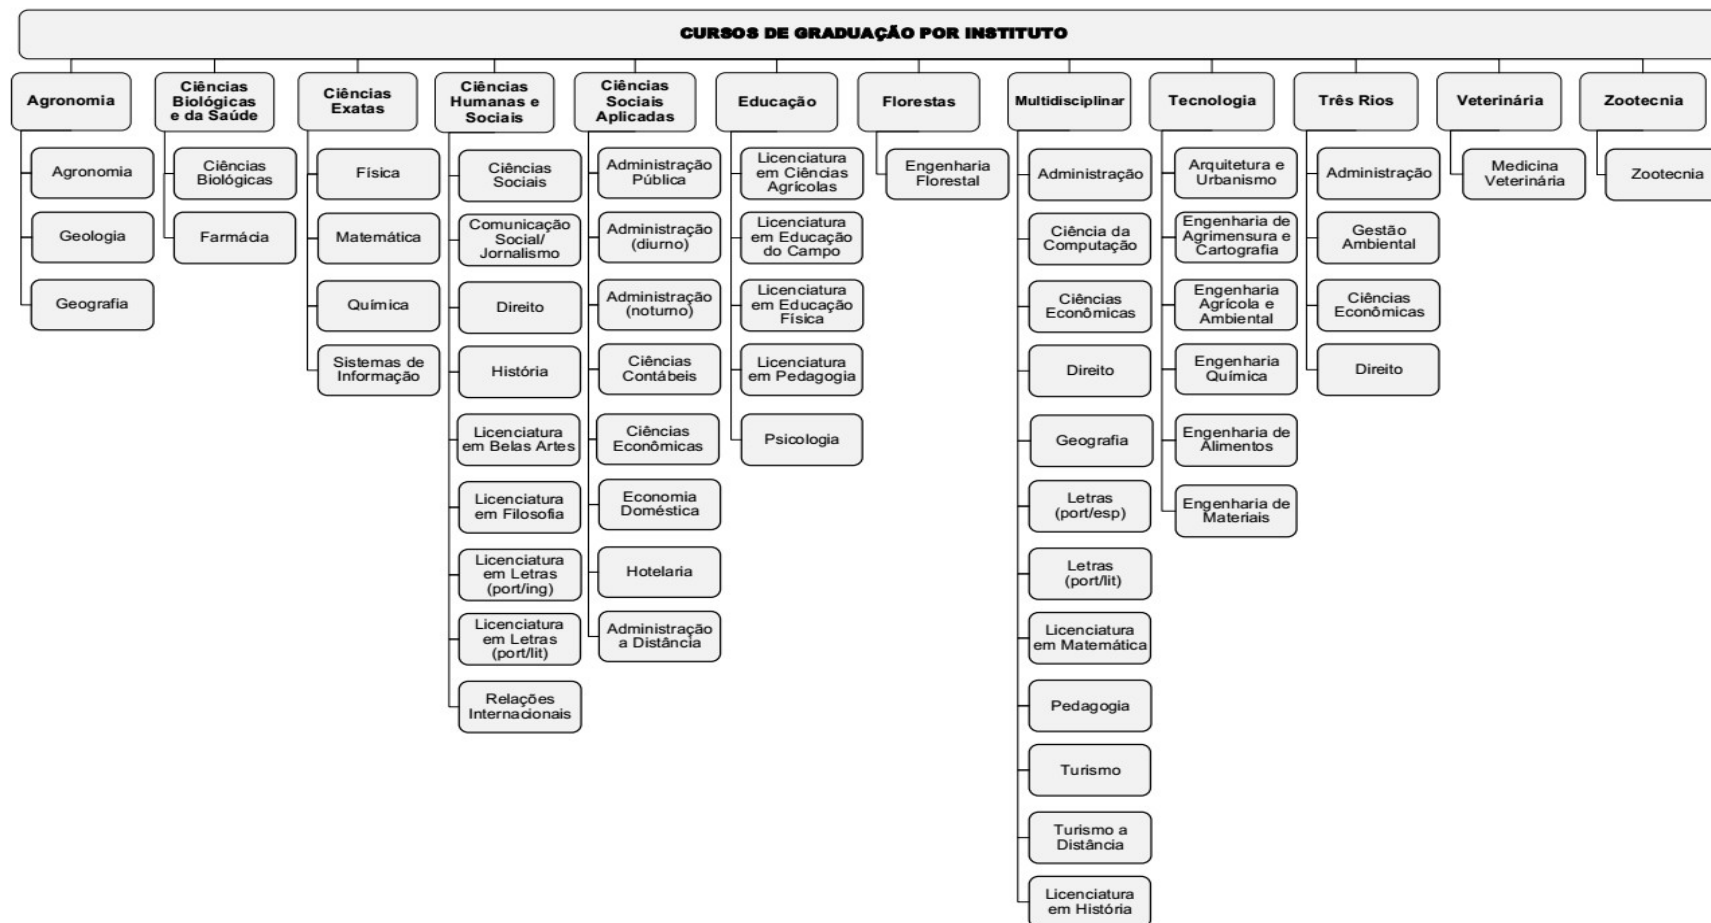 CURSOS DE GRADUAÇÃO POR INSTITUTO
Agronomia
Agronomia
Geologia
Geografia
Ciências
Biológicas
e da Saúde
Ciências
Biológicas
Farmácia
Ciências
Exatas
Física
Matemática
Química
Sistemas de
Informação
Ciências
Humanas e
Sociais
Ciências
Sociais
Comunicação
Social/
Jornalismo
Direito
História
Licenciatura
em Belas Artes
Licenciatura
em Filosofia
Licenciatura
em Letras
(port/ing)
Licenciatura
em Letras
(port/lit)
Relações
Internacionais
Ciências
Sociais
Aplicadas
Administração
Pública
Administração
(diurno)
Administração
(noturno)
Ciências
Contábeis
Ciências
Econômicas
Economia
Doméstica
Hotelaria
Administração
a Distância
Educação
Licenciatura
em Ciências
Agrícolas
Licenciatura
em Educação
do Campo
Licenciatura
em Educação
Física
Licenciatura
em Pedagogia
Psicologia
Florestas
Engenharia
Florestal
Multidisciplinar
Administração
Ciência da
Computação
Ciências
Econômicas
Direito
Geografia
Letras
(port/esp)
Letras
(port/lit)
Licenciatura
em Matemática
Pedagogia
Turismo
Turismo a
Distância
Licenciatura
em História
Tecnologia
Arquitetura e
Urbanismo
Engenharia de
Agrimensura e
Cartografia
Engenharia
Agrícola e
Ambiental
Engenharia
Química
Engenharia de
Alimentos
Engenharia de
Materiais
Três Rios
Administração
Gestão
Ambiental
Ciências
Econômicas
Direito
Veterinária
Medicina
Veterinária
Zootecnia
Zootecnia